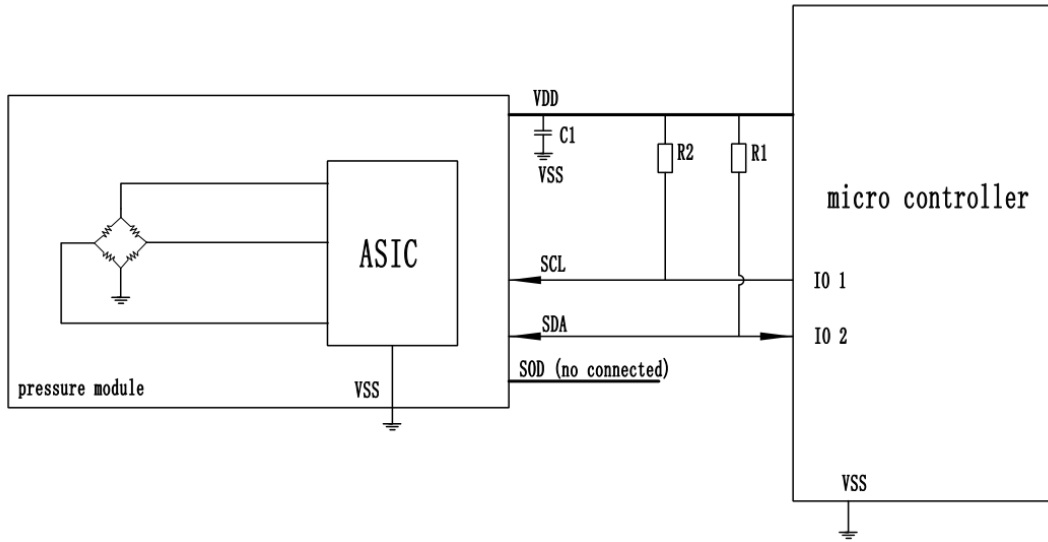 VDD
C1
VSS
R2
R1
micro controller
ASIC
SCL
IO 1
SDA
IO 2
SOD (no connected)
pressure module
VSS
VSS